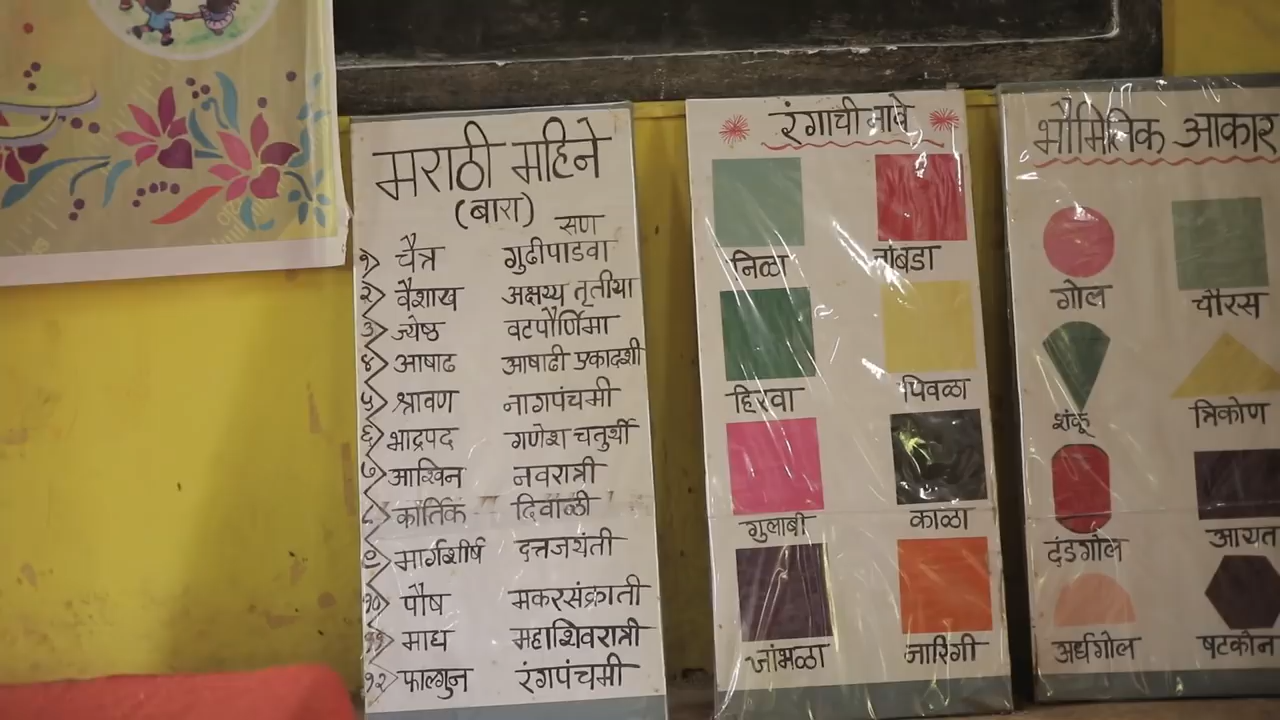 मराठी महिने
(बारा)
सण
१) चैत्र गुढीपाडवा
२) वैशाख अक्षय्य तृतीया
३) ज्येष्ठ वटपौर्णिमा
४) आषाढ आषाढी एकादशी
५) श्रावण नागपंचमी
६) भाद्रपद गणेश चतुर्थी
७) आश्विन नवरात्री
८) कार्तिक दिवाळी
९) मार्गशीर्ष दत्तजयंती
१०) पौष मकरसंक्राती
११) माघ महाशिवरात्री
१२) फाल्गुन रंगपंचमी
रंगाची नावे
निळा तांबडा
हिरवा पिवळा
गुलाबी काळा
जांभळा नारिंगी
भौमितिक आकार
गोल चौरस
शंकू त्रिकोण
दंडगोल आयत
अर्धगोल षटकोन